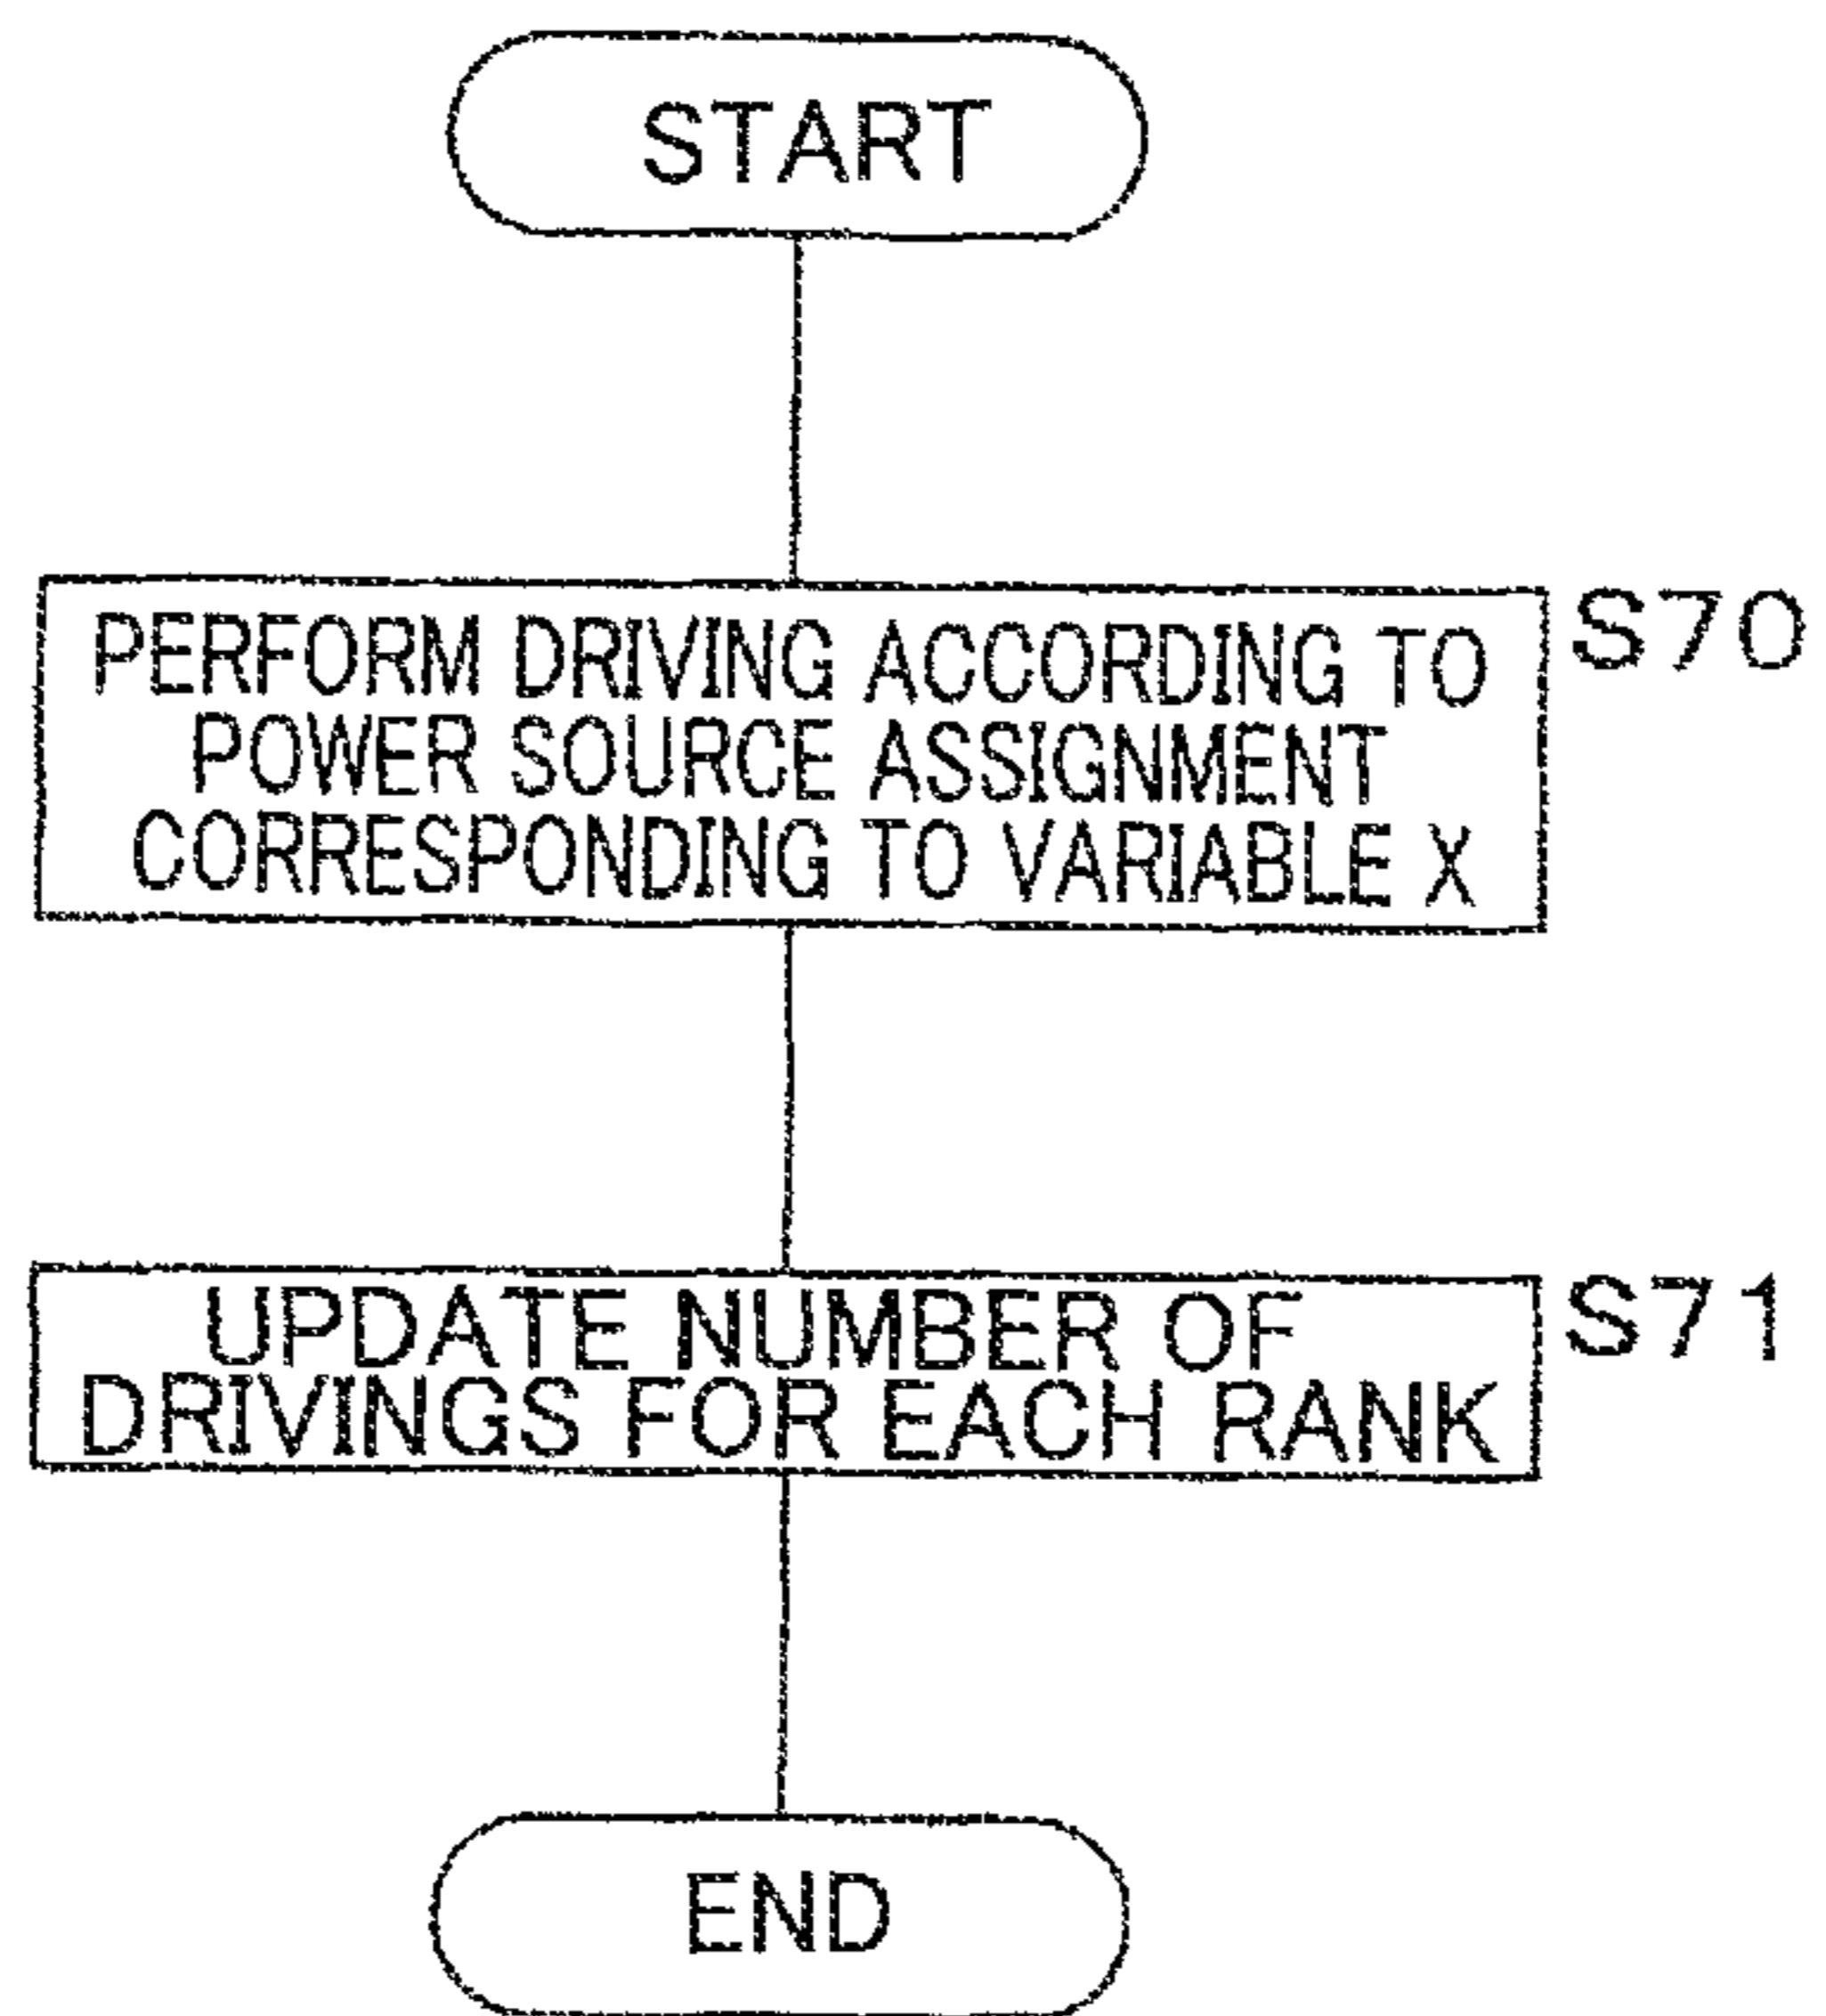 START
PERFORM DRIVING ACCORDING TO
POWER SOURCE ASSIGNMENT
CORRESPONDING TO VARIABLE X
S70
UPDATE NUMBER OF
DRIVINGS FOR EACH RANK
S71
END